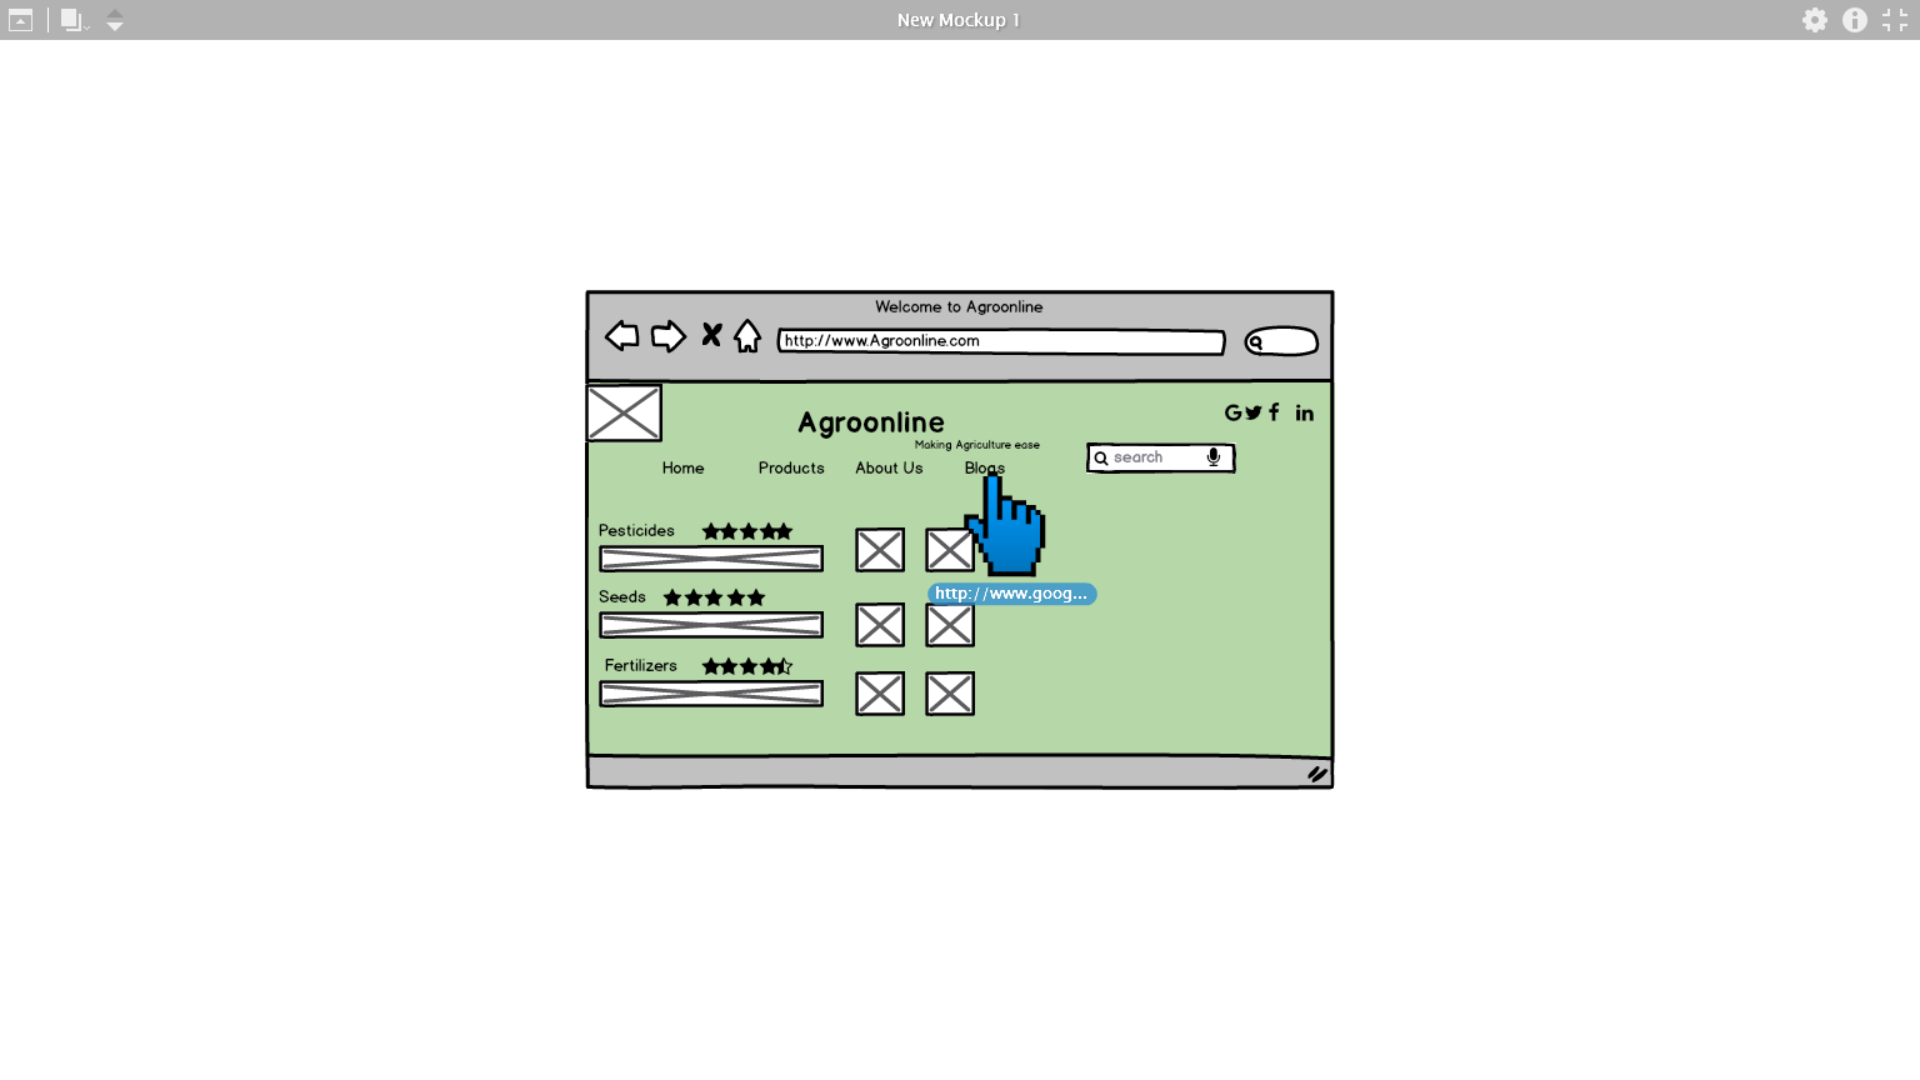 New Mockup 1
Welcome to Agroonline
http://www.Agroonline.com
Agroonline
Making Agriculture ease
search
Home Products About Us Blogs
Pesticides
http://www.goog...
Seeds
Fertilizers